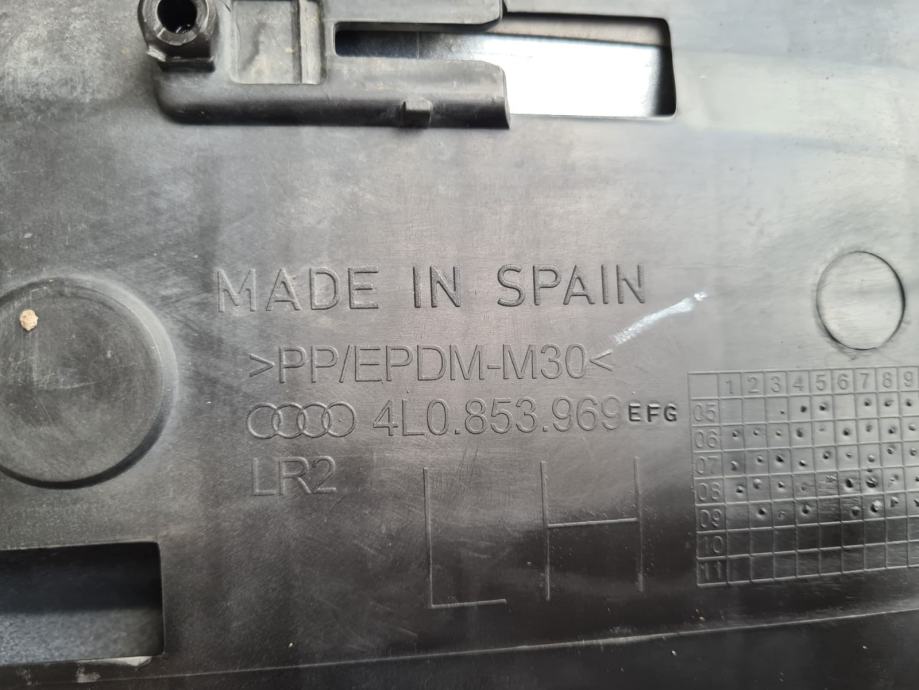 MADE IN SPAIN
>PP/EPDM-M30<
4L0.853.969 EFG
LR2
LH
1 2 3 4 5 6 7 8 9
05
06
07
08
09
10
11